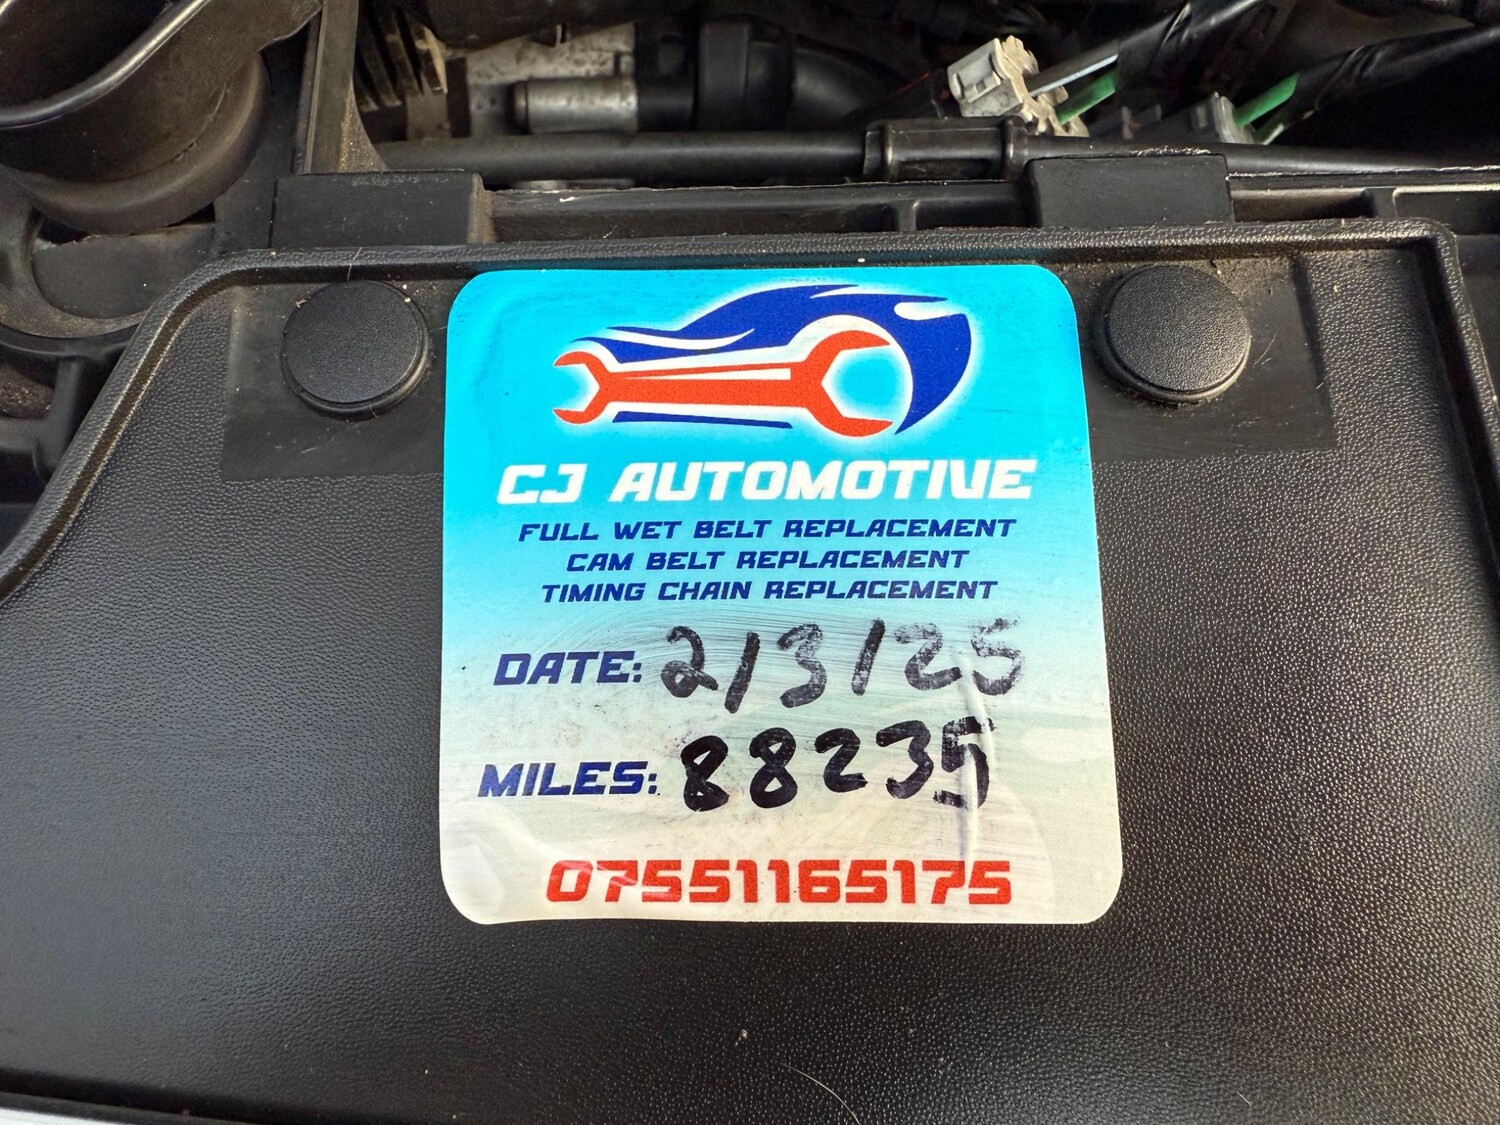 CJ AUTOMOTIVE
FULL WET BELT REPLACEMENT
CAM BELT REPLACEMENT
TIMING CHAIN REPLACEMENT
DATE: 2/3/25
MILES: 88235
07551165175